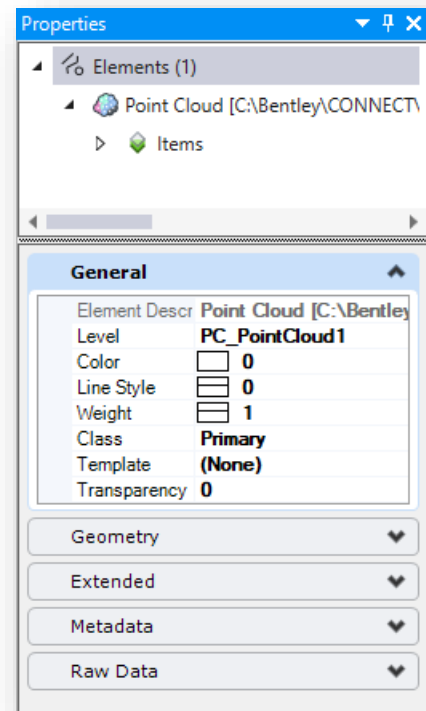 Properties
Elements (1)
Point Cloud [C:\Bentley\CONNECT\
Items
General
Element Descr Point Cloud [C:\Bentley
Level PC_PointCloud1
Color 0
Line Style 0
Weight 1
Class Primary
Template (None)
Transparency 0
Geometry
Extended
Metadata
Raw Data